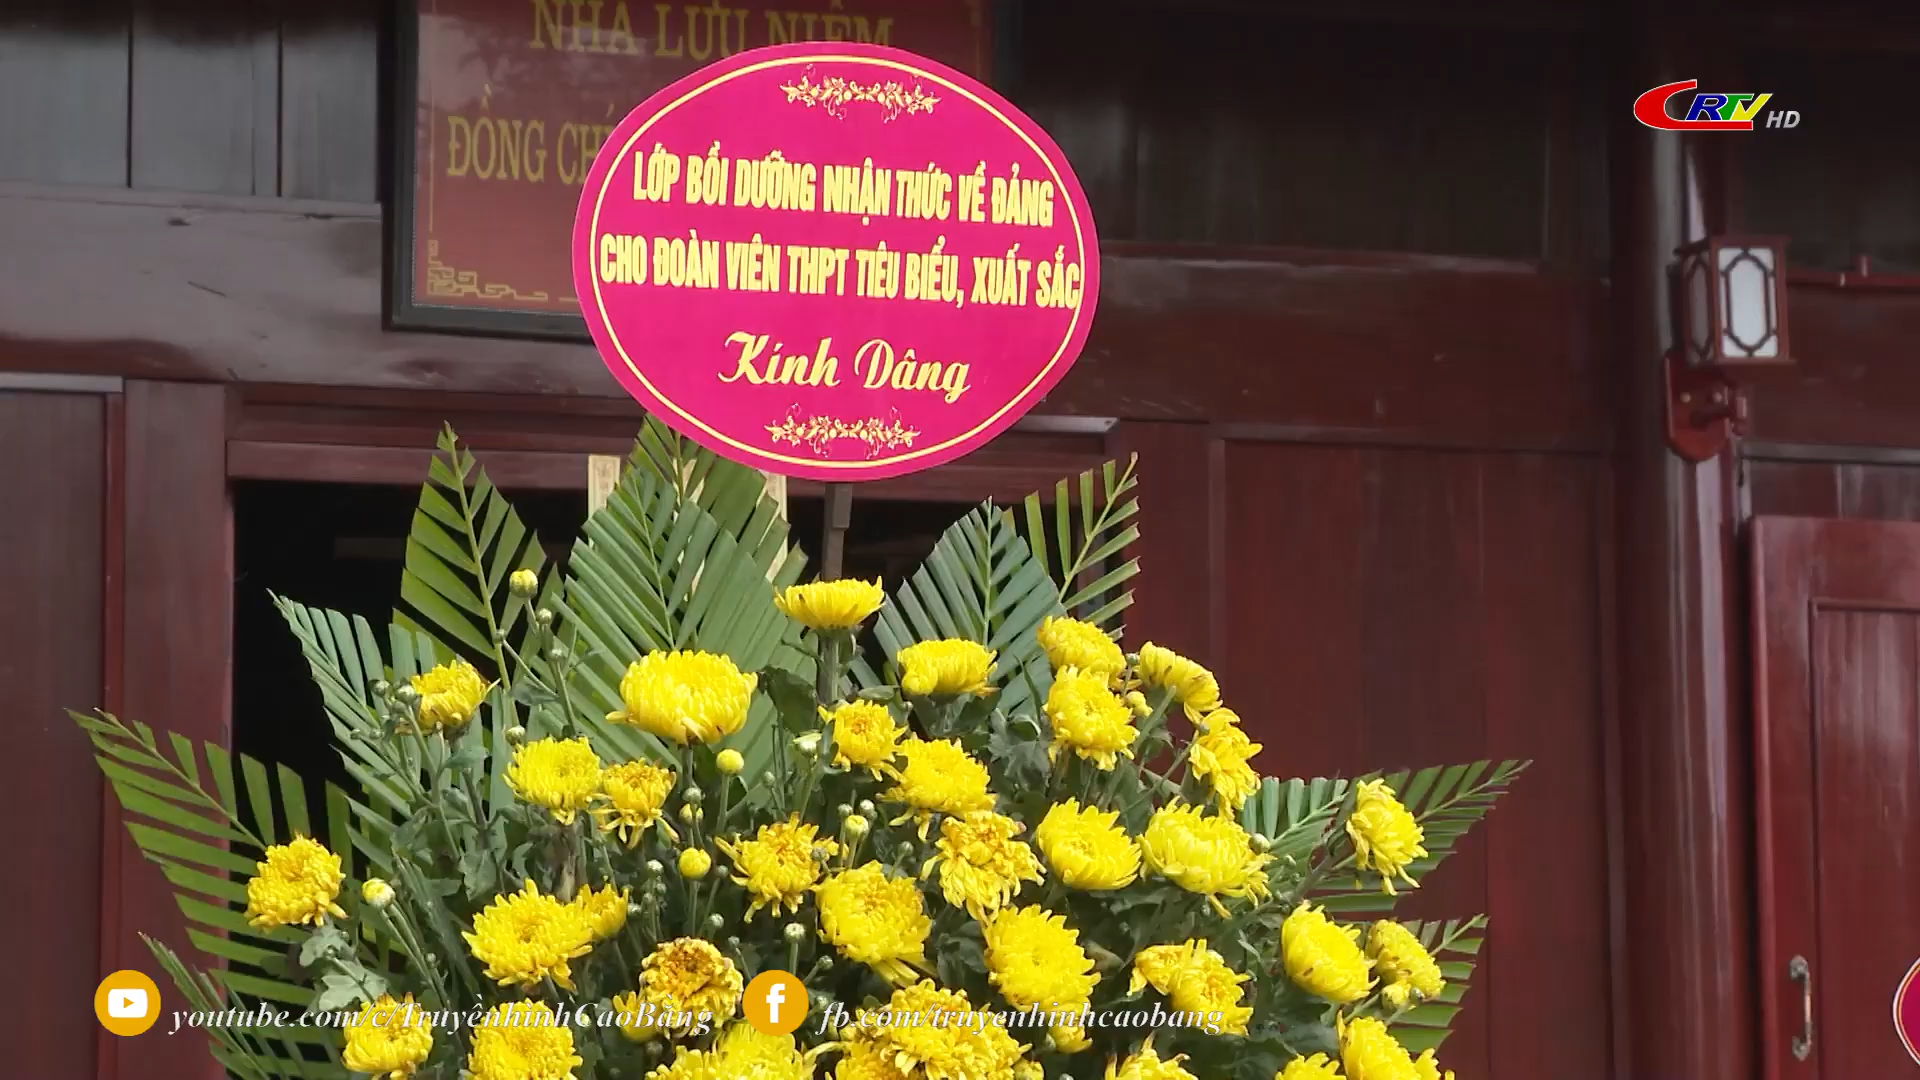 NHÀ LƯU NIỆM
ĐỒNG CHÍ
CRTV HD
LỚP BỒI DƯỠNG NHẬN THỨC VỀ ĐẢNG
CHO ĐOÀN VIÊN THPT TIÊU BIỂU, XUẤT SẮC
Kính Dâng
youtube.com/c/TruyềnhìnhCaoBằng
fb.com/truyenhinhcaobang